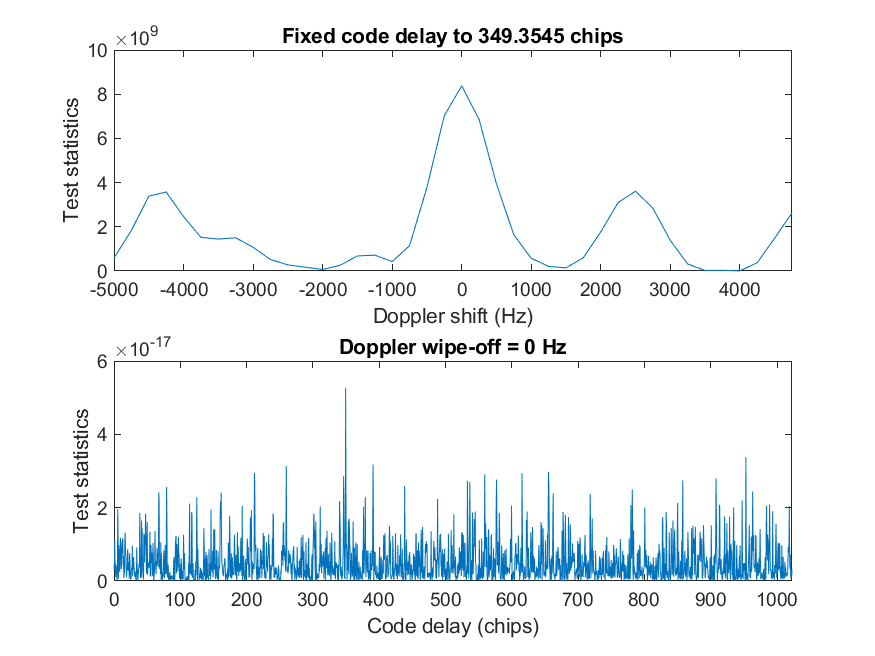 ×10^9
Fixed code delay to 349.3545 chips
10
8
6
4
2
0
Test statistics
-5000 -4000 -3000 -2000 -1000 0 1000 2000 3000 4000
Doppler shift (Hz)
×10^-17
Doppler wipe-off = 0 Hz
6
4
2
0
Test statistics
0 100 200 300 400 500 600 700 800 900 1000
Code delay (chips)